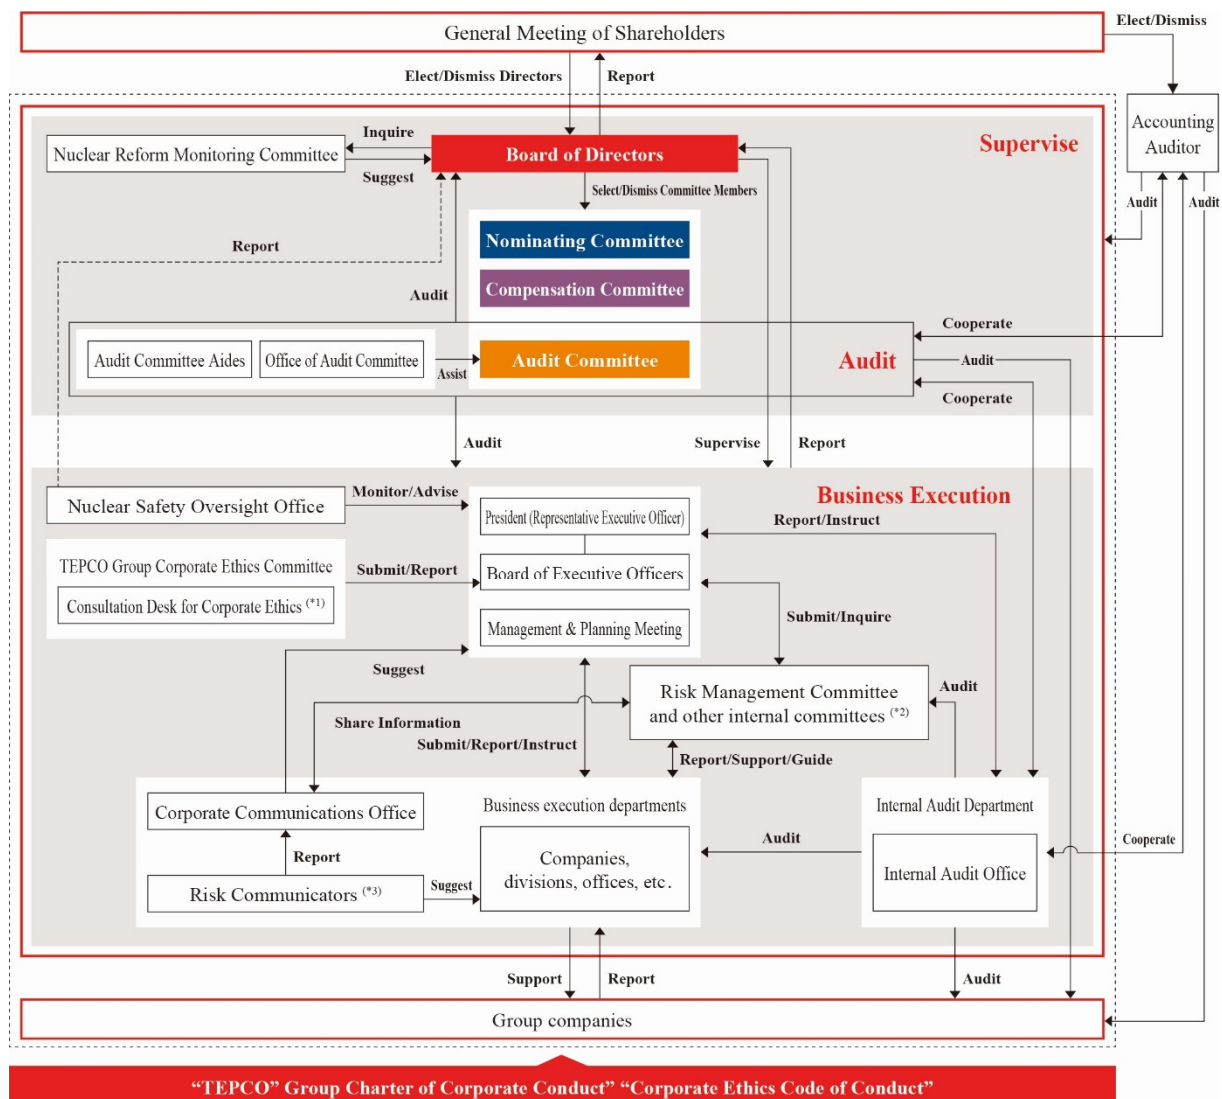 Elect/Dismiss
General Meeting of Shareholders
Elect/Dismiss Directors
Report
Supervise
Accounting
Auditor
Nuclear Reform Monitoring Committee
Inquire
Suggest
Board of Directors
Select/Dismiss Committee Members
Audit
Audit
Nominating Committee
Report
Compensation Committee
Audit
Cooperate
Audit Committee Aides
Office of Audit Committee
Assist
Audit Committee
Audit
Audit
Cooperate
Audit
Supervise
Report
Business Execution
Nuclear Safety Oversight Office
Monitor/Advise
President (Representative Executive Officer)
Report/Instruct
TEPCO Group Corporate Ethics Committee
Submit/Report
Board of Executive Officers
Consultation Desk for Corporate Ethics (*1)
Submit/Inquire
Management & Planning Meeting
Suggest
Risk Management Committee
and other internal committees (*2)
Audit
Share Information
Submit/Report/Instruct
Report/Support/Guide
Corporate Communications Office
Business execution departments
Internal Audit Department
Report
Companies,
divisions, offices, etc.
Audit
Internal Audit Office
Cooperate
Risk Communicators (*3)
Suggest
Support
Report
Audit
Group companies
“TEPCO” Group Charter of Corporate Conduct” “Corporate Ethics Code of Conduct”